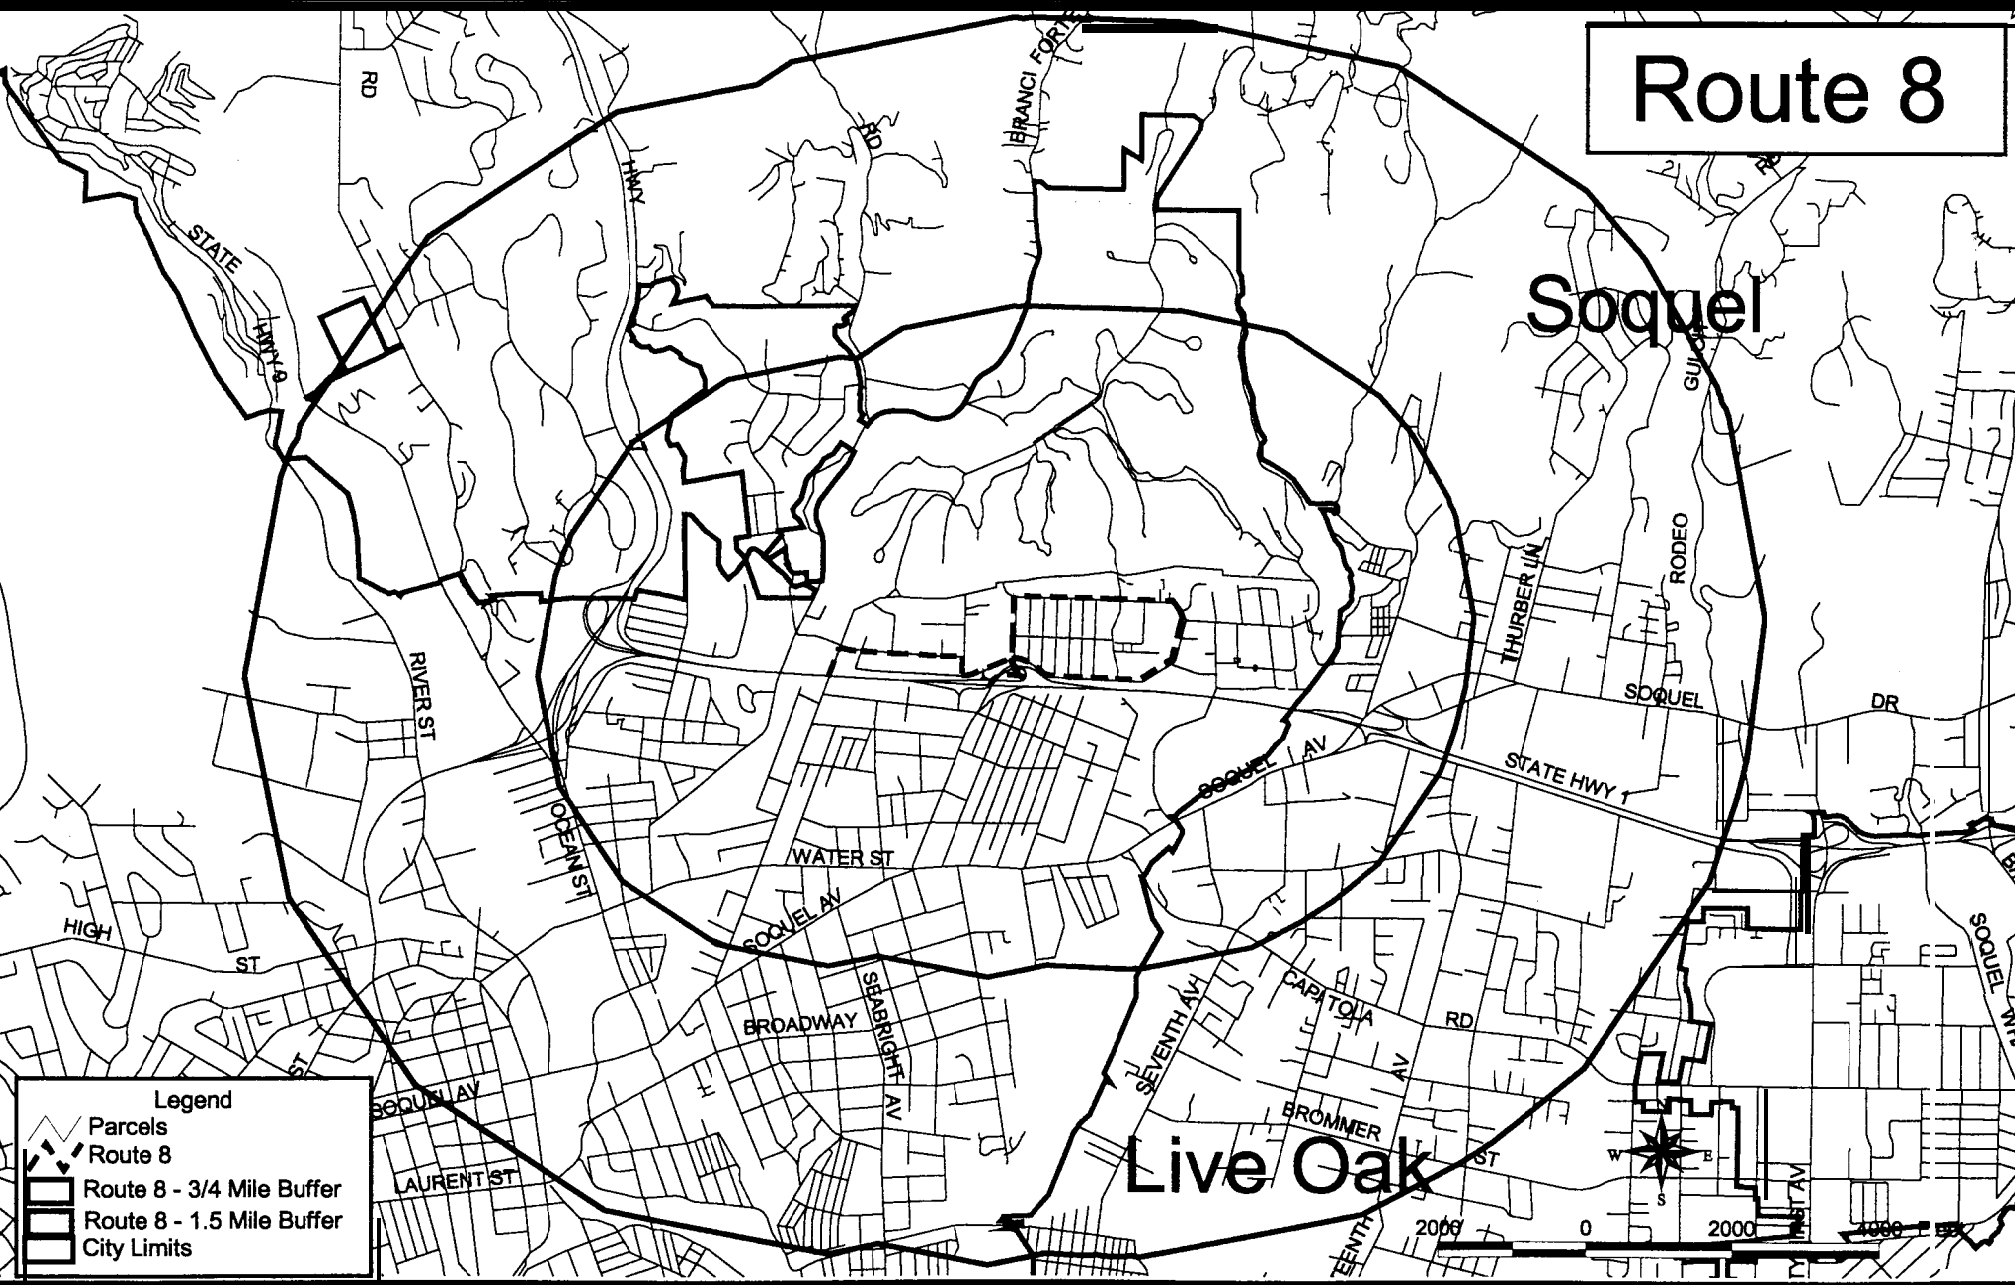 Route 8
RD
BRANCI FORTE
RD
HWY
STATE
HWY 9
17
Soquel
GULCH
RODEO
THURBER LN
RIVER ST
SOQUEL
DR
SOQUEL AV
STATE HWY 1
OCEAN ST
WATER ST
SOQUEL AV
HIGH
ST
SEABRIGHT
AV
BROADWAY
SEVENTH AV
CAPITOLA
RD
AV
SOQUEL
ST
SOQUEL AV
BROMMER
ST
Live Oak
LAURENT ST
Legend
Parcels
Route 8
Route 8 - 3/4 Mile Buffer
Route 8 - 1.5 Mile Buffer
City Limits
N
W
E
S
2000
0
2000
4000